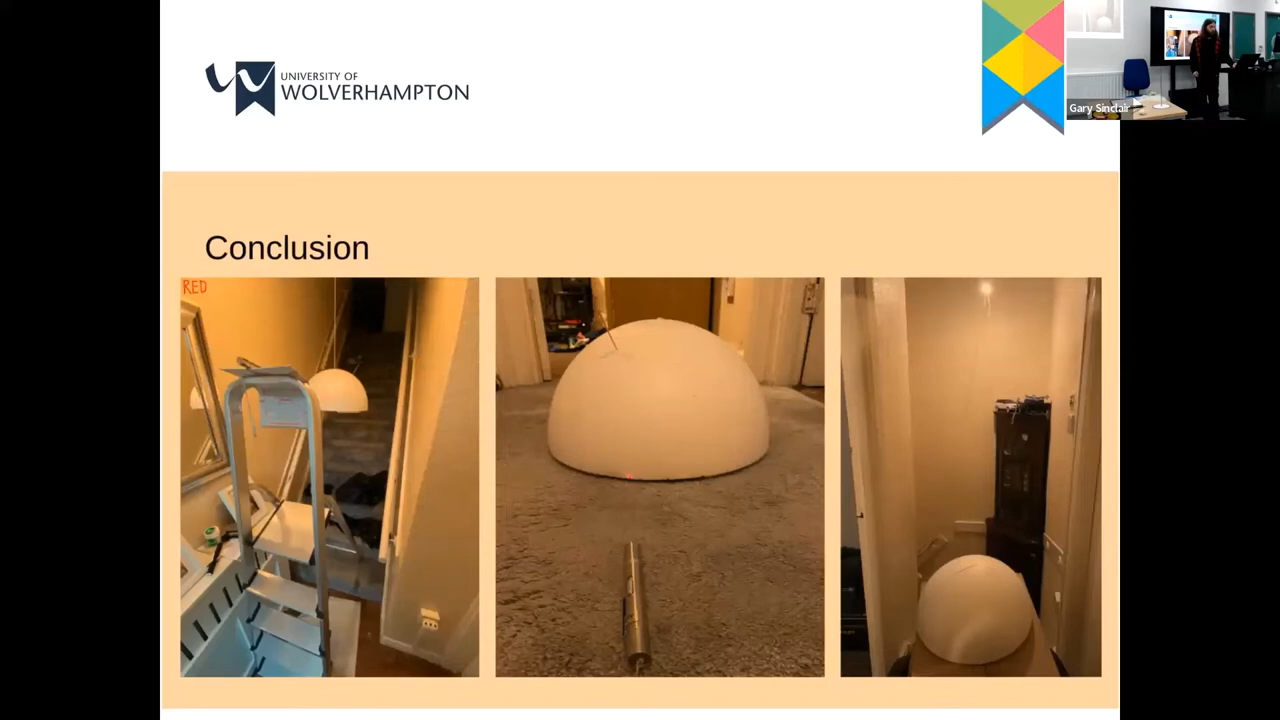 UNIVERSITY OF
WOLVERHAMPTON
Gary Sinclair
Conclusion
RED